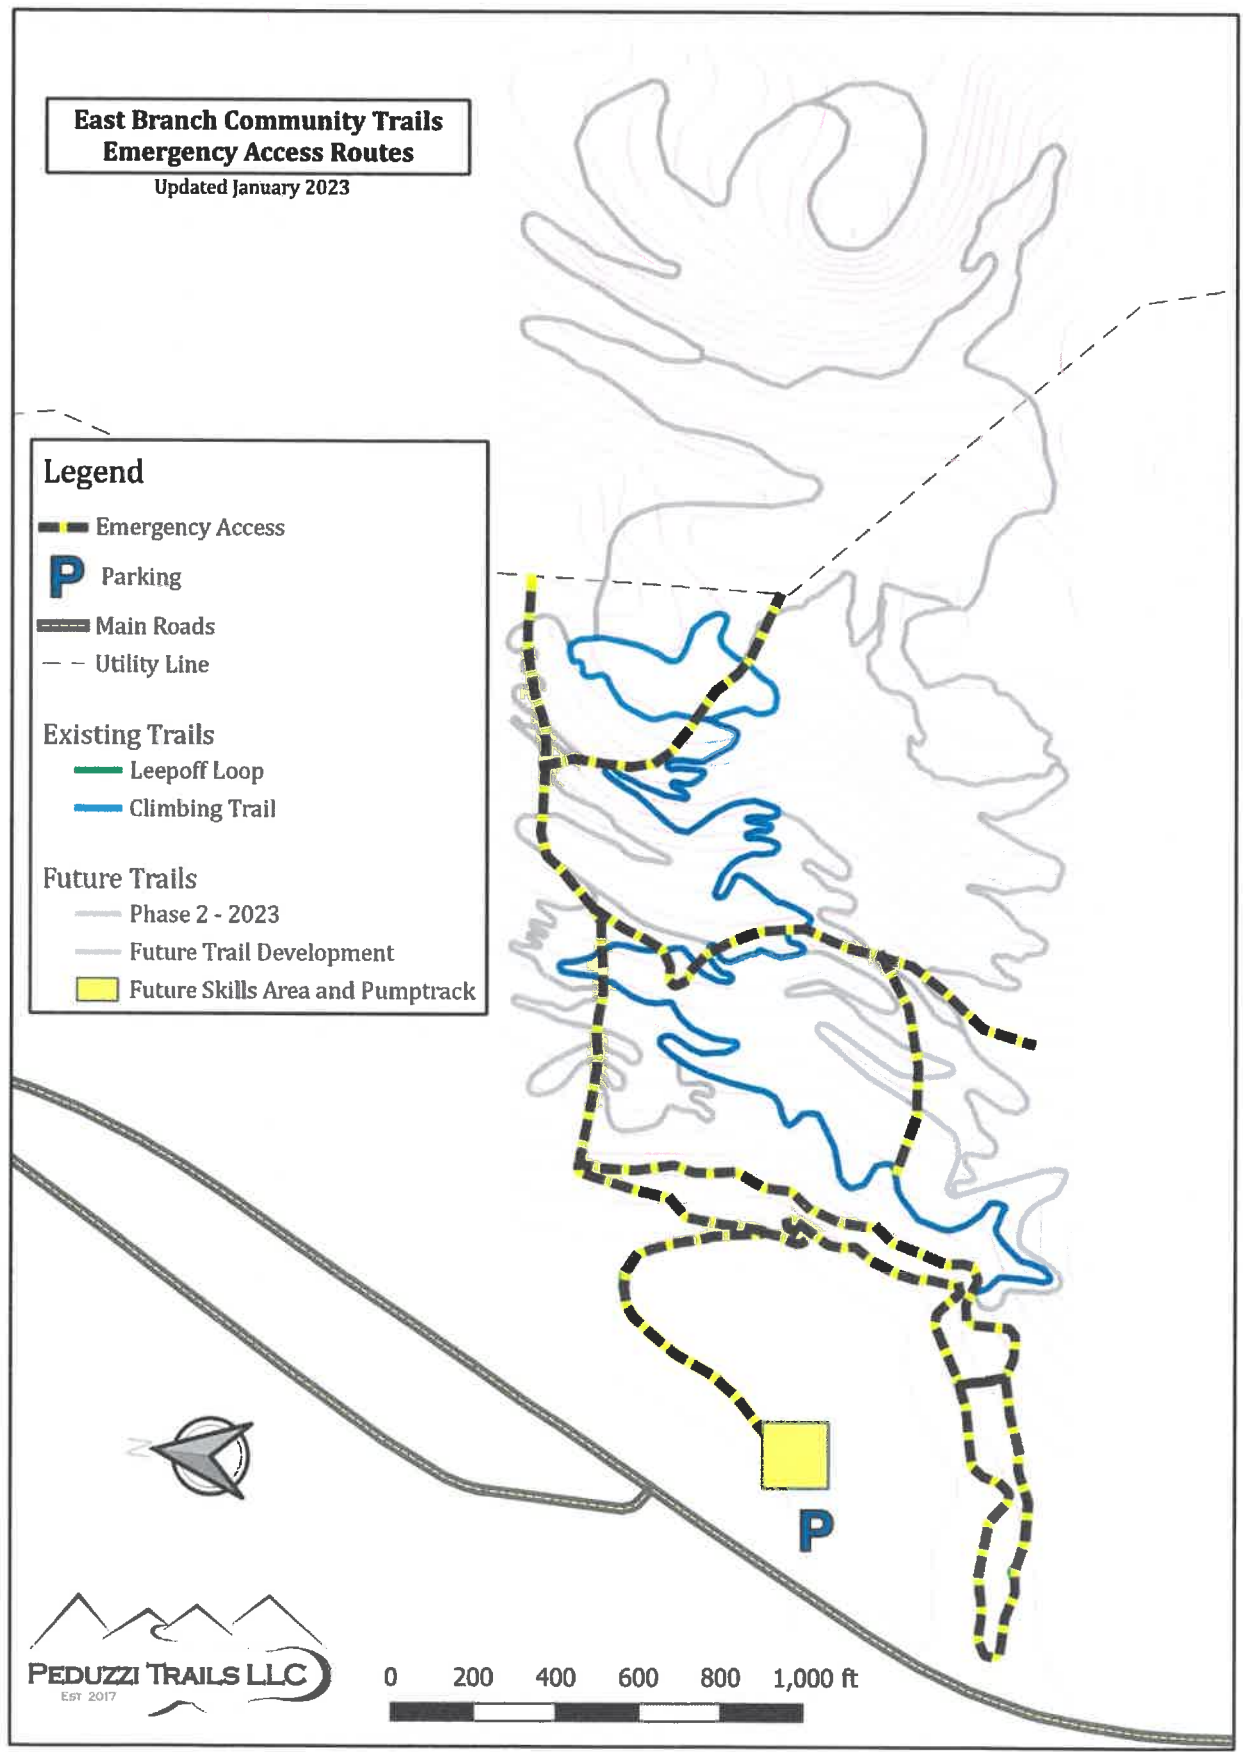 East Branch Community Trails
Emergency Access Routes
Updated January 2023
Legend
Emergency Access
P Parking
Main Roads
Utility Line
Existing Trails
Leepoff Loop
Climbing Trail
Future Trails
Phase 2 - 2023
Future Trail Development
Future Skills Area and Pumptrack
N
P
PEDUZZI TRAILS LLC
EST 2017
0 200 400 600 800 1,000 ft